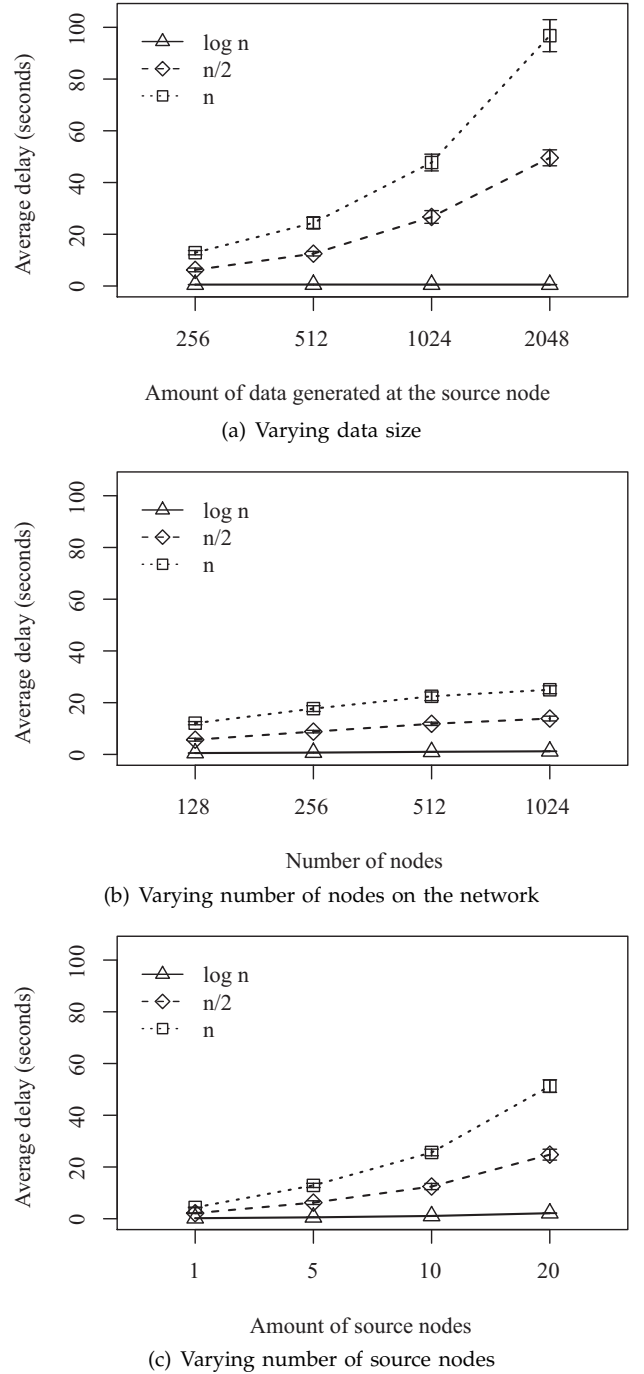 Average delay (seconds)
0 20 40 60 80 100
log n
n/2
n
256 512 1024 2048
Amount of data generated at the source node
(a) Varying data size
Average delay (seconds)
0 20 40 60 80 100
log n
n/2
n
128 256 512 1024
Number of nodes
(b) Varying number of nodes on the network
Average delay (seconds)
0 20 40 60 80 100
log n
n/2
n
1 5 10 20
Amount of source nodes
(c) Varying number of source nodes